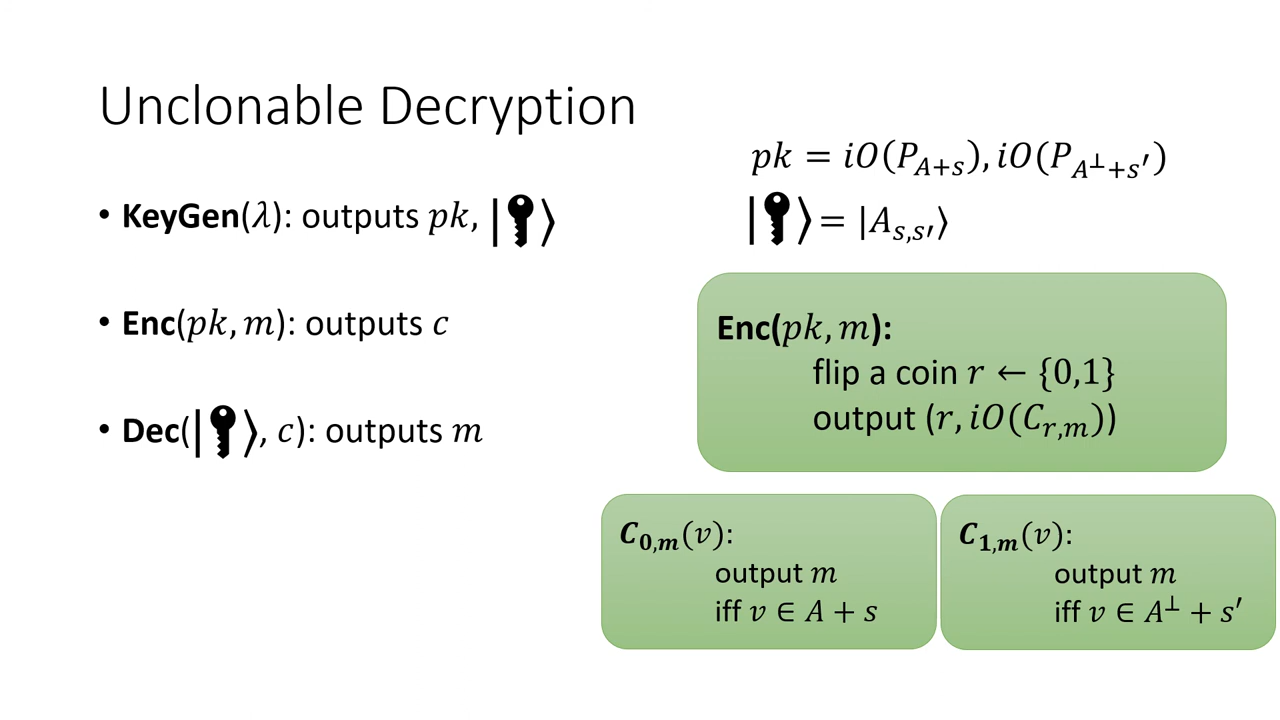 Unclonable Decryption
• KeyGen(λ): outputs pk, | ⟩
• Enc(pk, m): outputs c
• Dec(| ⟩, c): outputs m
pk = iO(P_{A+s}), iO(P_{A^⊥+s′})
| ⟩ = |A_{s,s′}⟩
Enc(pk, m):
flip a coin r ← {0,1}
output (r, iO(C_{r,m}))
C_{0,m}(v):
output m
iff v ∈ A + s
C_{1,m}(v):
output m
iff v ∈ A^⊥ + s′